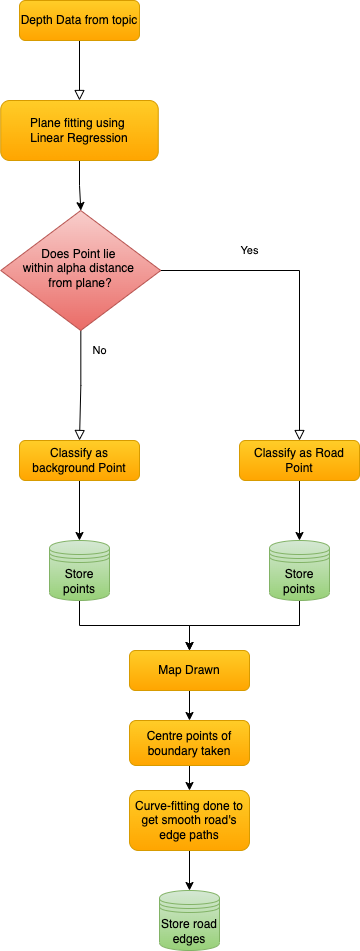 Depth Data from topic
Plane fitting using
Linear Regression
Does Point lie
within alpha distance
from plane?
Yes
No
Classify as
background Point
Classify as Road
Point
Store
points
Store
points
Map Drawn
Centre points of
boundary taken
Curve-fitting done to
get smooth road's
edge paths
Store road
edges